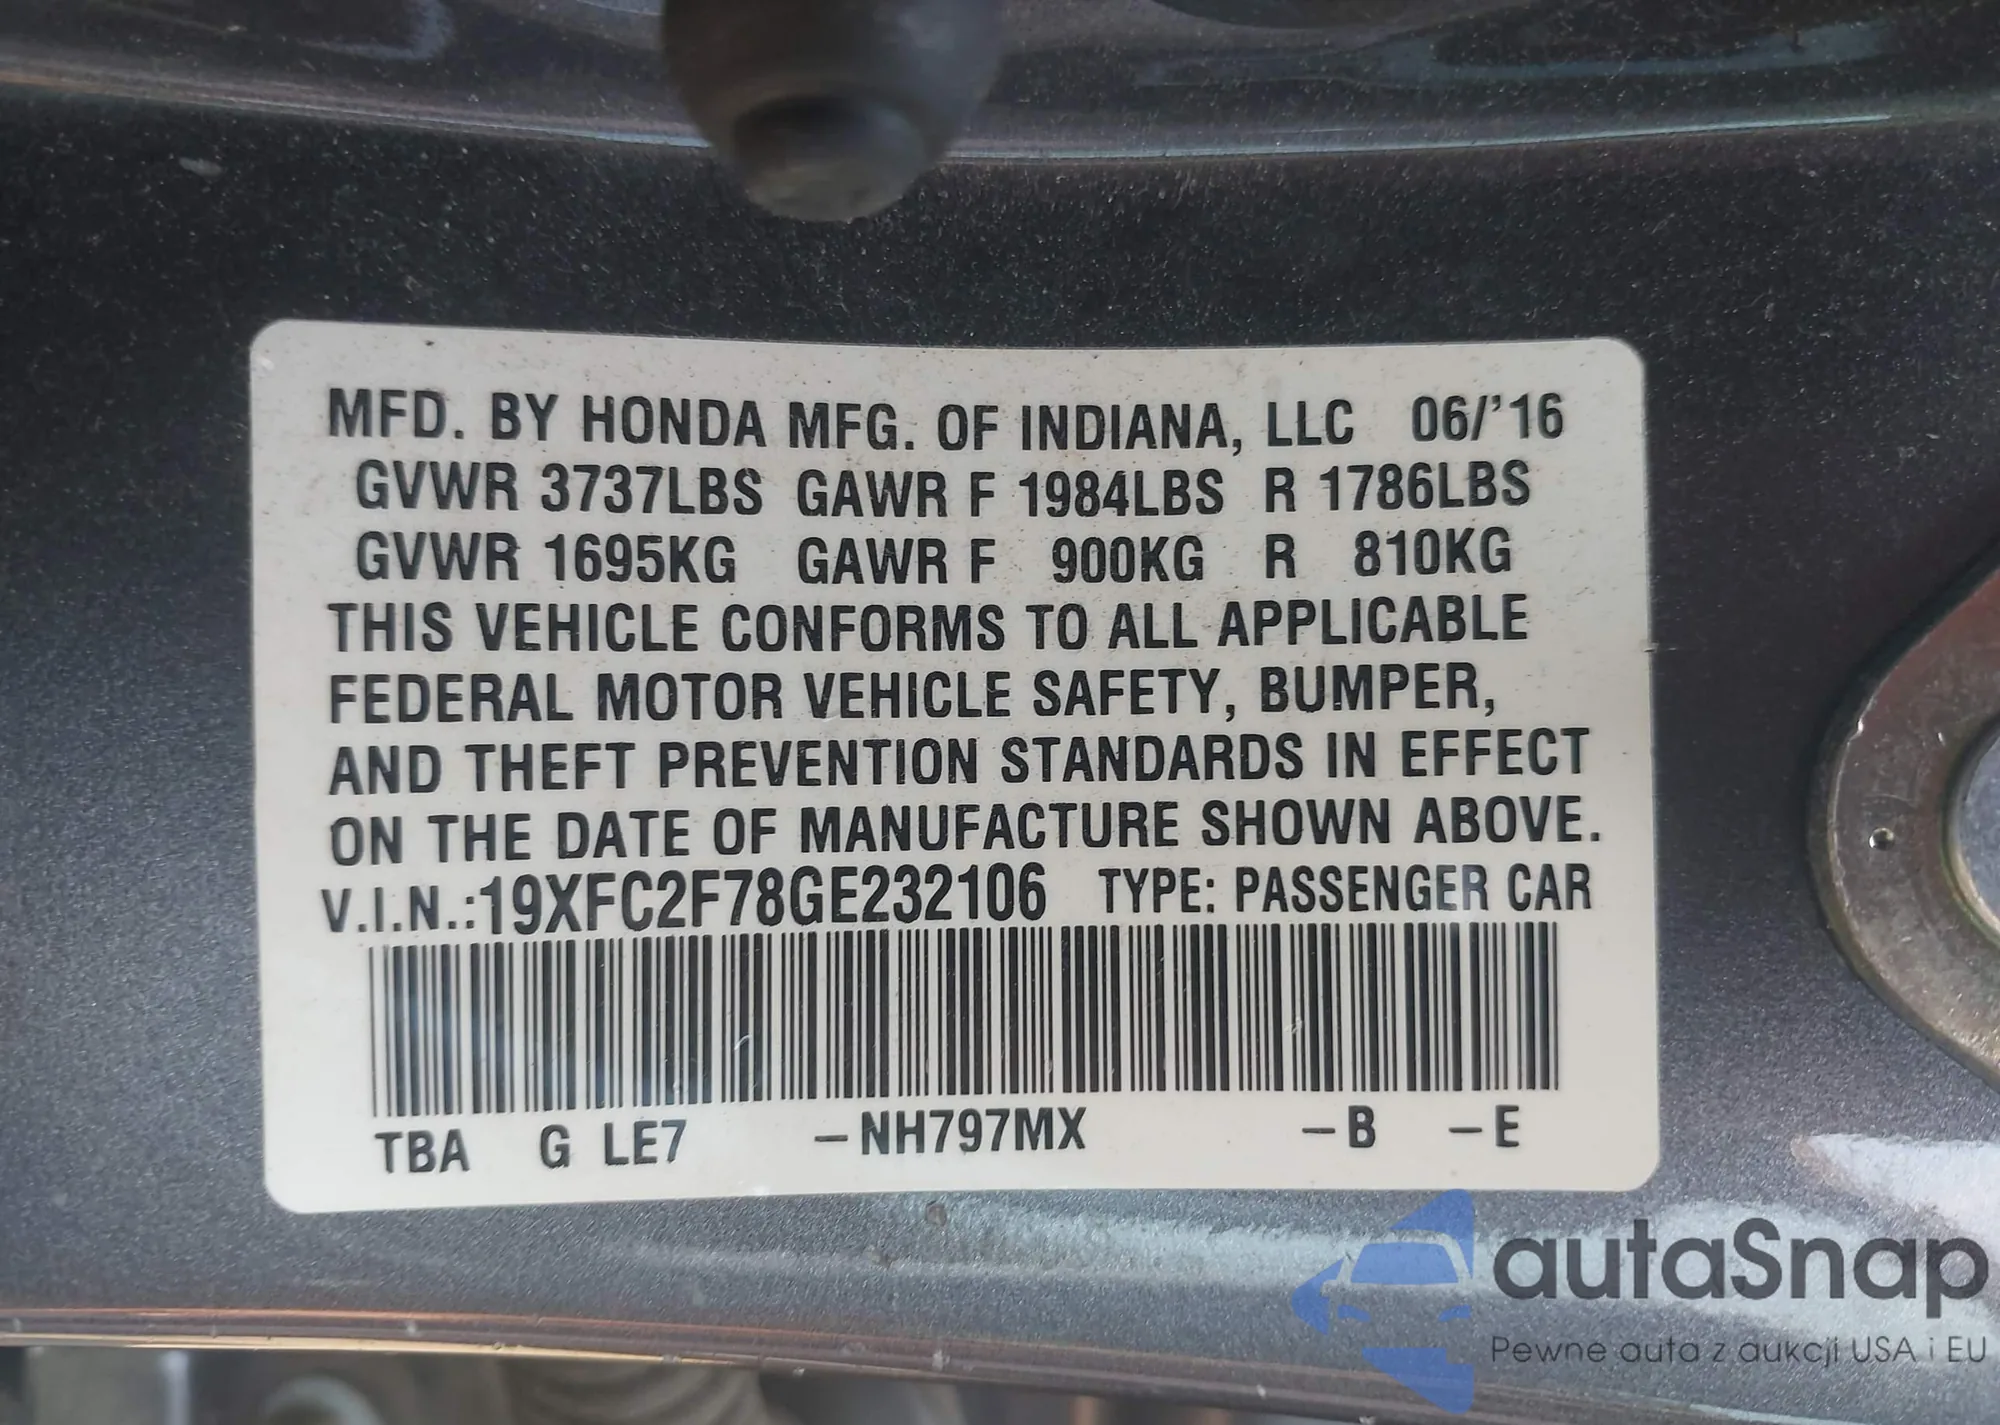 MFD. BY HONDA MFG. OF INDIANA, LLC 06/'16
GVWR 3737LBS GAWR F 1984LBS R 1786LBS
GVWR 1695KG GAWR F 900KG R 810KG
THIS VEHICLE CONFORMS TO ALL APPLICABLE
FEDERAL MOTOR VEHICLE SAFETY, BUMPER,
AND THEFT PREVENTION STANDARDS IN EFFECT
ON THE DATE OF MANUFACTURE SHOWN ABOVE.
V.I.N.:19XFC2F78GE232106 TYPE: PASSENGER CAR
TBA G LE7 -NH797MX -B -E
autaSnap
Pewne auta z aukcji USA i EU